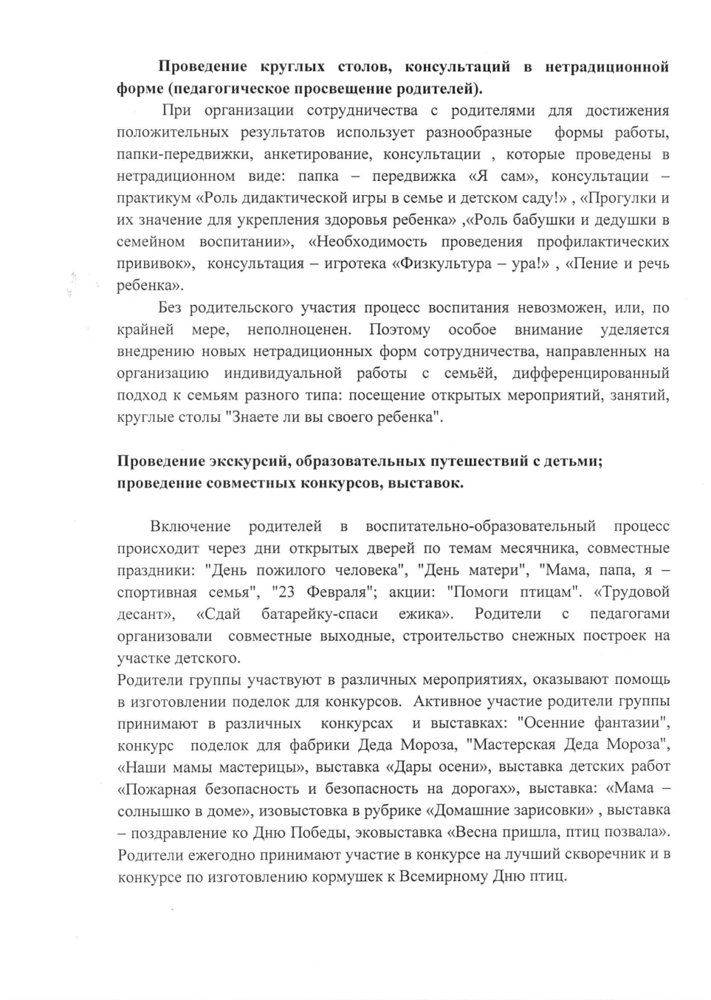 Проведение круглых столов, консультаций в нетрадиционной
форме (педагогическое просвещение родителей).
При организации сотрудничества с родителями для достижения
положительных результатов использует разнообразные формы работы,
папки-передвижки, анкетирование, консультации , которые проведены в
нетрадиционном виде: папка – передвижка «Я сам», консультации –
практикум «Роль дидактической игры в семье и детском саду!» , «Прогулки и
их значение для укрепления здоровья ребенка» ,«Роль бабушки и дедушки в
семейном воспитании», «Необходимость проведения профилактических
прививок», консультация – игротека «Физкультура – ура!» , «Пение и речь
ребенка».
Без родительского участия процесс воспитания невозможен, или, по
крайней мере, неполноценен. Поэтому особое внимание уделяется
внедрению новых нетрадиционных форм сотрудничества, направленных на
организацию индивидуальной работы с семьёй, дифференцированный
подход к семьям разного типа: посещение открытых мероприятий, занятий,
круглые столы "Знаете ли вы своего ребенка".
Проведение экскурсий, образовательных путешествий с детьми;
проведение совместных конкурсов, выставок.
Включение родителей в воспитательно-образовательный процесс
происходит через дни открытых дверей по темам месячника, совместные
праздники: "День пожилого человека", "День матери", "Мама, папа, я –
спортивная семья", "23 Февраля"; акции: "Помоги птицам". «Трудовой
десант», «Сдай батарейку-спаси ежика». Родители с педагогами
организовали совместные выходные, строительство снежных построек на
участке детского.
Родители группы участвуют в различных мероприятиях, оказывают помощь
в изготовлении поделок для конкурсов. Активное участие родители группы
принимают в различных конкурсах и выставках: "Осенние фантазии",
конкурс поделок для фабрики Деда Мороза, "Мастерская Деда Мороза",
«Наши мамы мастерицы», выставка «Дары осени», выставка детских работ
«Пожарная безопасность и безопасность на дорогах», выставка: «Мама –
солнышко в доме», изовыстовка в рубрике «Домашние зарисовки» , выставка
– поздравление ко Дню Победы, эковыставка «Весна пришла, птиц позвала».
Родители ежегодно принимают участие в конкурсе на лучший скворечник и в
конкурсе по изготовлению кормушек к Всемирному Дню птиц.